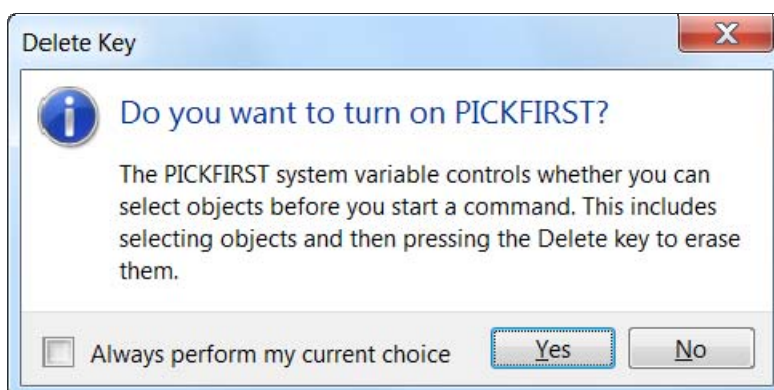 Delete Key
Do you want to turn on PICKFIRST?
The PICKFIRST system variable controls whether you can
select objects before you start a command. This includes
selecting objects and then pressing the Delete key to erase
them.
Always perform my current choice
Yes
No